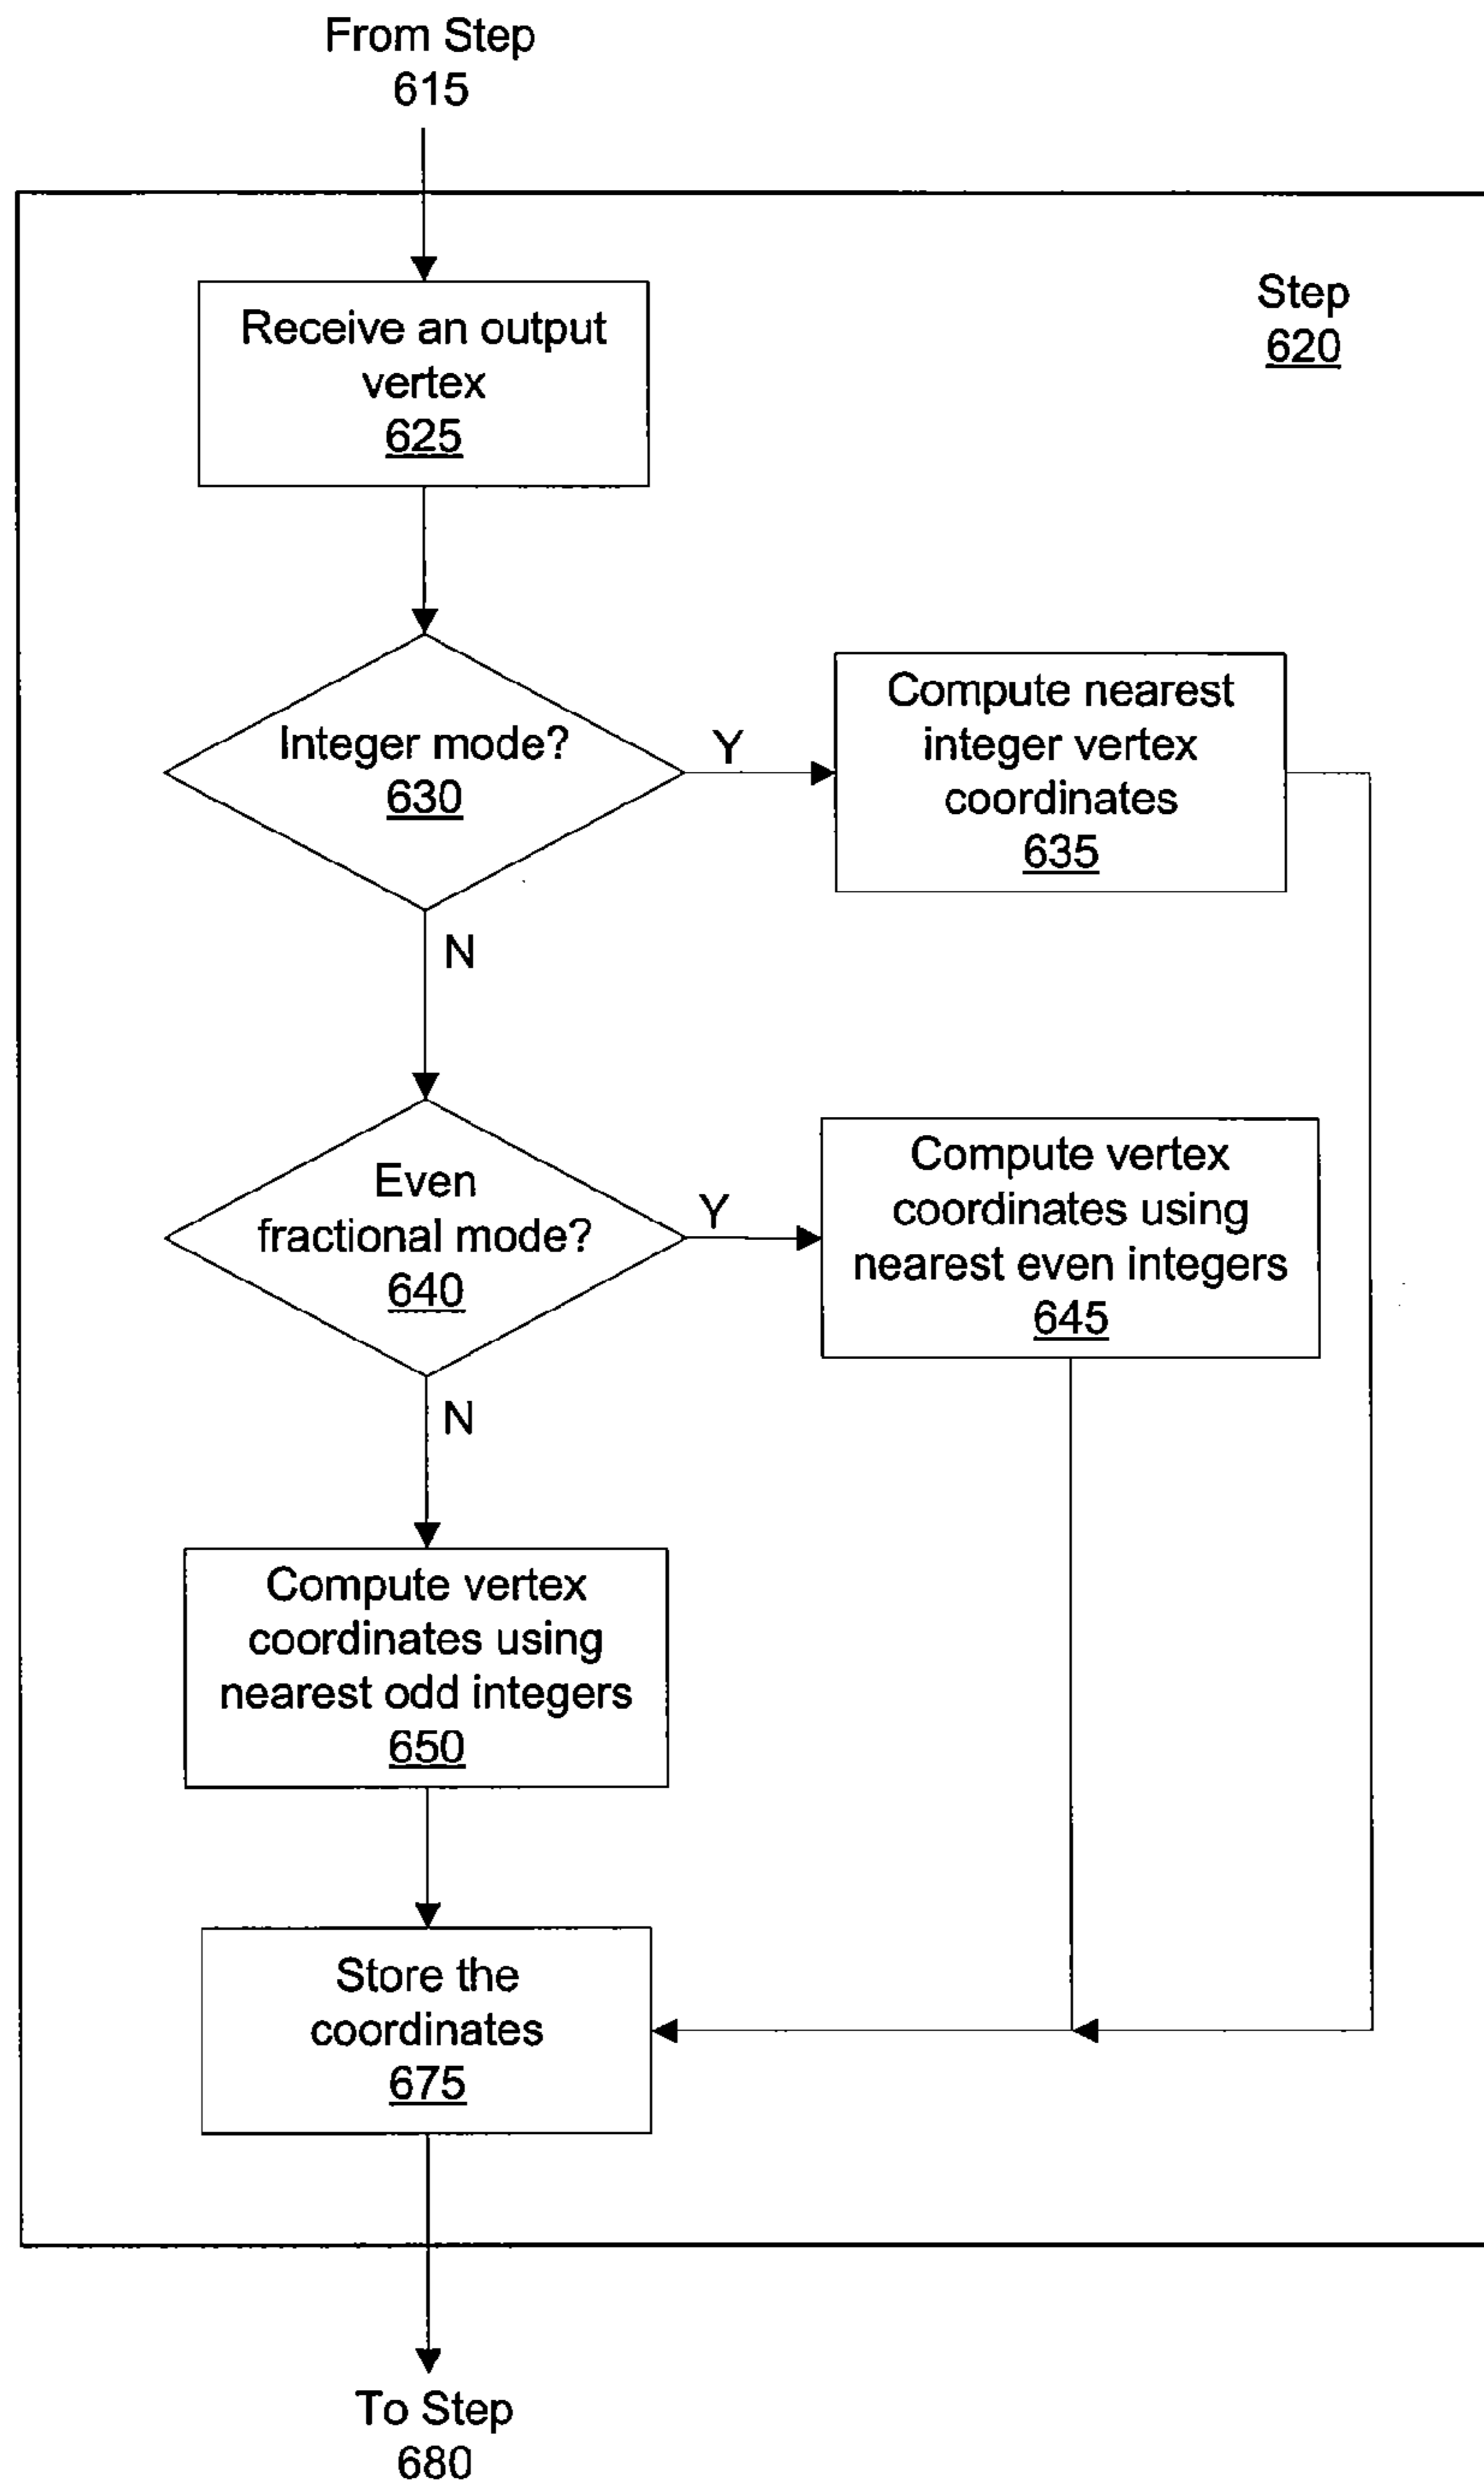 From Step
615
Step
620
Receive an output
vertex
625
Integer mode?
630
Y
Compute nearest
integer vertex
coordinates
635
N
Even
fractional mode?
640
Y
Compute vertex
coordinates using
nearest even integers
645
N
Compute vertex
coordinates using
nearest odd integers
650
Store the
coordinates
675
To Step
680